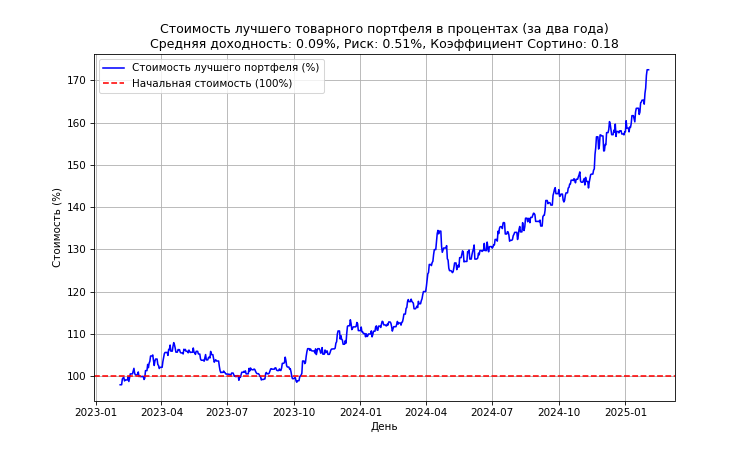 Стоимость лучшего товарного портфеля в процентах (за два года)
Средняя доходность: 0.09%, Риск: 0.51%, Коэффициент Сортино: 0.18
Стоимость лучшего портфеля (%)
Начальная стоимость (100%)
Стоимость (%)
170
160
150
140
130
120
110
100
2023-01
2023-04
2023-07
2023-10
2024-01
2024-04
2024-07
2024-10
2025-01
День